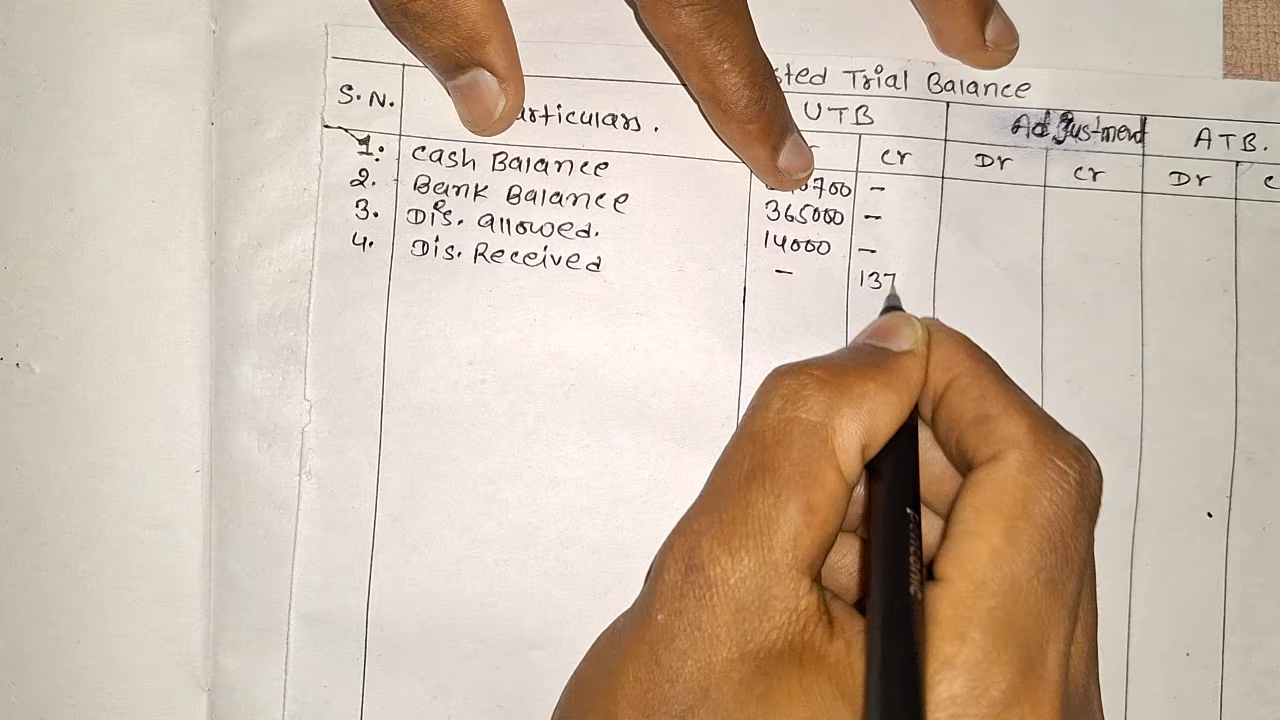 sted Trial Balance
S.N. articulars. UTB Adjustment ATB.
Cr Dr Cr Dr C
1. Cash Balance 700 -
2. Bank Balance 365000 -
3. Dis. allowed. 14000 -
4. Dis. Received - 137